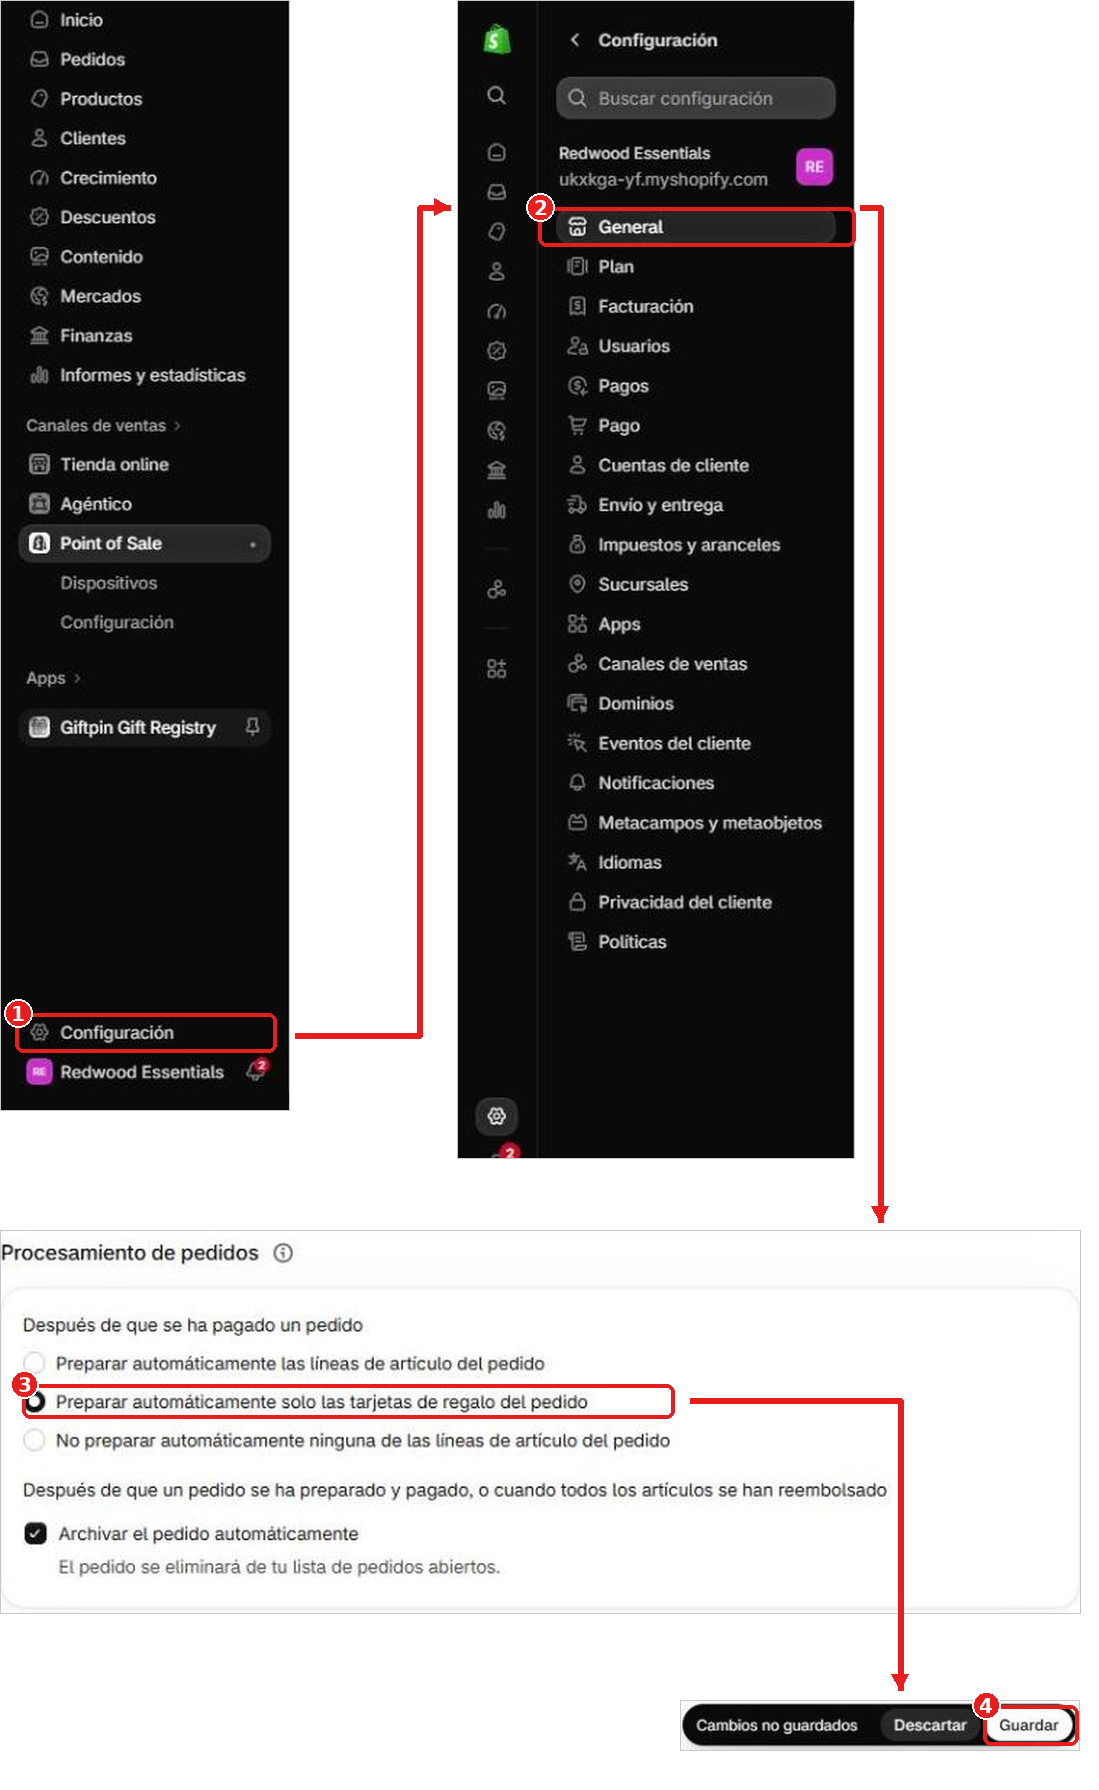 Inicio
Pedidos
Productos
Clientes
Crecimiento
Descuentos
Contenido
Mercados
Finanzas
Informes y estadísticas
Canales de ventas
Tienda online
Agéntico
Point of Sale
Dispositivos
Configuración
Apps
Giftpin Gift Registry
1
Configuración
RE Redwood Essentials 2
Configuración
Buscar configuración
Redwood Essentials
ukxkga-yf.myshopify.com
RE
2
General
Plan
Facturación
Usuarios
Pagos
Pago
Cuentas de cliente
Envío y entrega
Impuestos y aranceles
Sucursales
Apps
Canales de ventas
Dominios
Eventos del cliente
Notificaciones
Metacampos y metaobjetos
Idiomas
Privacidad del cliente
Políticas
2
Procesamiento de pedidos
Después de que se ha pagado un pedido
Preparar automáticamente las líneas de artículo del pedido
3
Preparar automáticamente solo las tarjetas de regalo del pedido
No preparar automáticamente ninguna de las líneas de artículo del pedido
Después de que un pedido se ha preparado y pagado, o cuando todos los artículos se han reembolsado
Archivar el pedido automáticamente
El pedido se eliminará de tu lista de pedidos abiertos.
4
Cambios no guardados Descartar Guardar